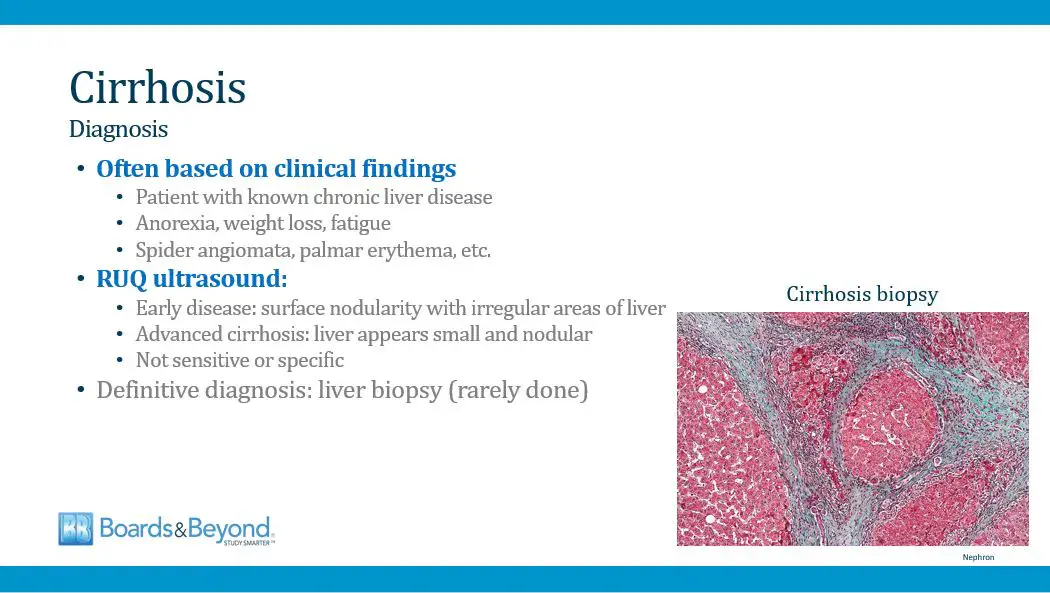 Cirrhosis
Diagnosis
• Often based on clinical findings
• Patient with known chronic liver disease
• Anorexia, weight loss, fatigue
• Spider angiomata, palmar erythema, etc.
• RUQ ultrasound:
• Early disease: surface nodularity with irregular areas of liver
• Advanced cirrhosis: liver appears small and nodular
• Not sensitive or specific
• Definitive diagnosis: liver biopsy (rarely done)
Cirrhosis biopsy
Nephron
BB Boards&Beyond
STUDY SMARTER